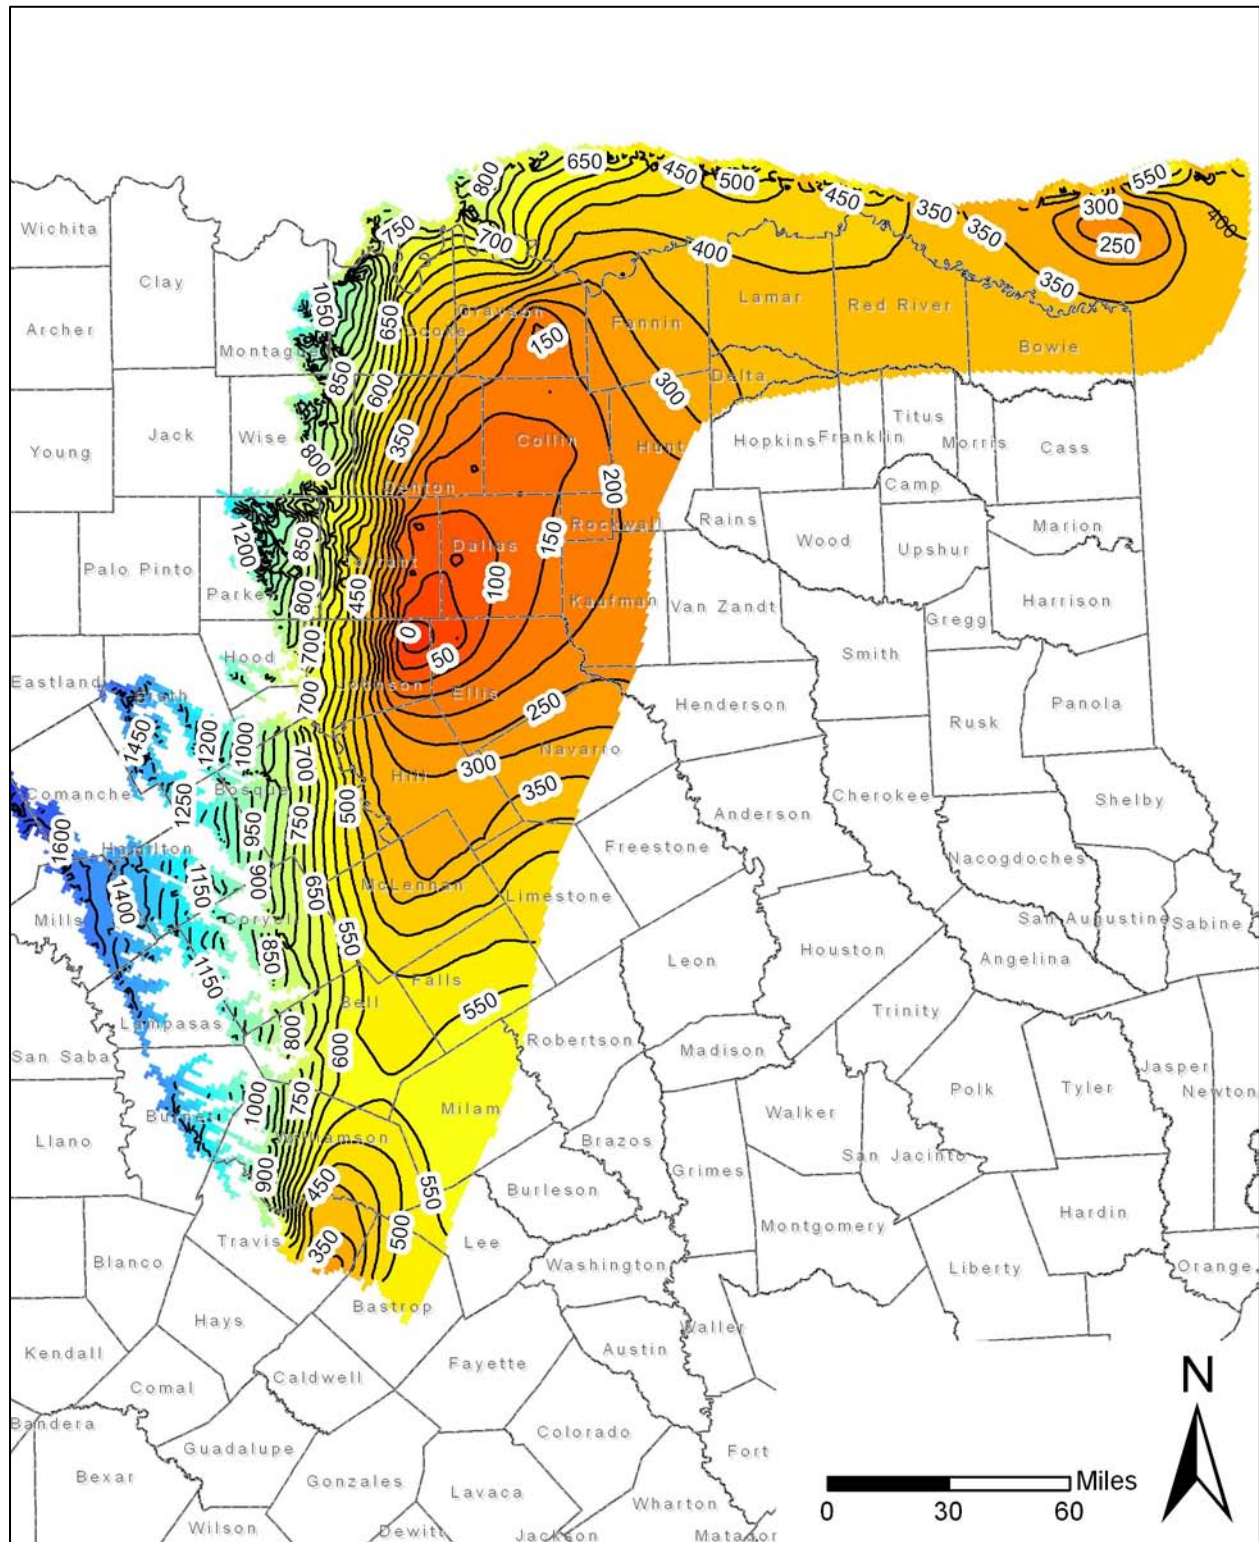 650
800
450
500
550
450
350
300
400
Wichita
750
700
350
250
Clay
400
1050
350
Archer
650
Grayson
Cooke
Fannin
Lamar
Red River
150
Bowie
Montague
850
600
300
Delta
Jack
Wise
350
Collin
Hunt
Hopkins
Franklin
Titus
Morris
Cass
Young
800
Denton
200
Camp
Rockwall
Rains
Marion
1200
850
Tarrant
Dallas
150
Wood
Upshur
Palo Pinto
Parker
800
450
100
Kaufman
Van Zandt
Harrison
Gregg
0
50
Smith
700
Hood
Eastland
Erath
700
Johnson
Ellis
250
Henderson
Rusk
Panola
1450
1200
1000
700
Navarro
300
Hill
350
Comanche
1250
Bosque
950
750
500
Anderson
Cherokee
Shelby
1600
Hamilton
Freestone
Nacogdoches
1400
1150
900
650
McLennan
Limestone
Mills
Coryell
San Augustine
Sabine
550
850
1150
Houston
Angelina
Leon
Falls
Bell
550
Trinity
Lampasas
800
600
Robertson
Madison
San Saba
Jasper
Polk
Tyler
Newton
1000
750
Milam
Walker
Burnet
Llano
Williamson
Brazos
San Jacinto
Grimes
900
450
550
Burleson
Hardin
Montgomery
500
350
Travis
Lee
Blanco
Washington
Liberty
Orange
Bastrop
Hays
Waller
Kendall
Fayette
Austin
Comal
Caldwell
N
Bandera
Colorado
Guadalupe
Fort
Bexar
Gonzales
Lavaca
Miles
Wharton
0 30 60
Wilson
Dewitt
Jackson
Matagor